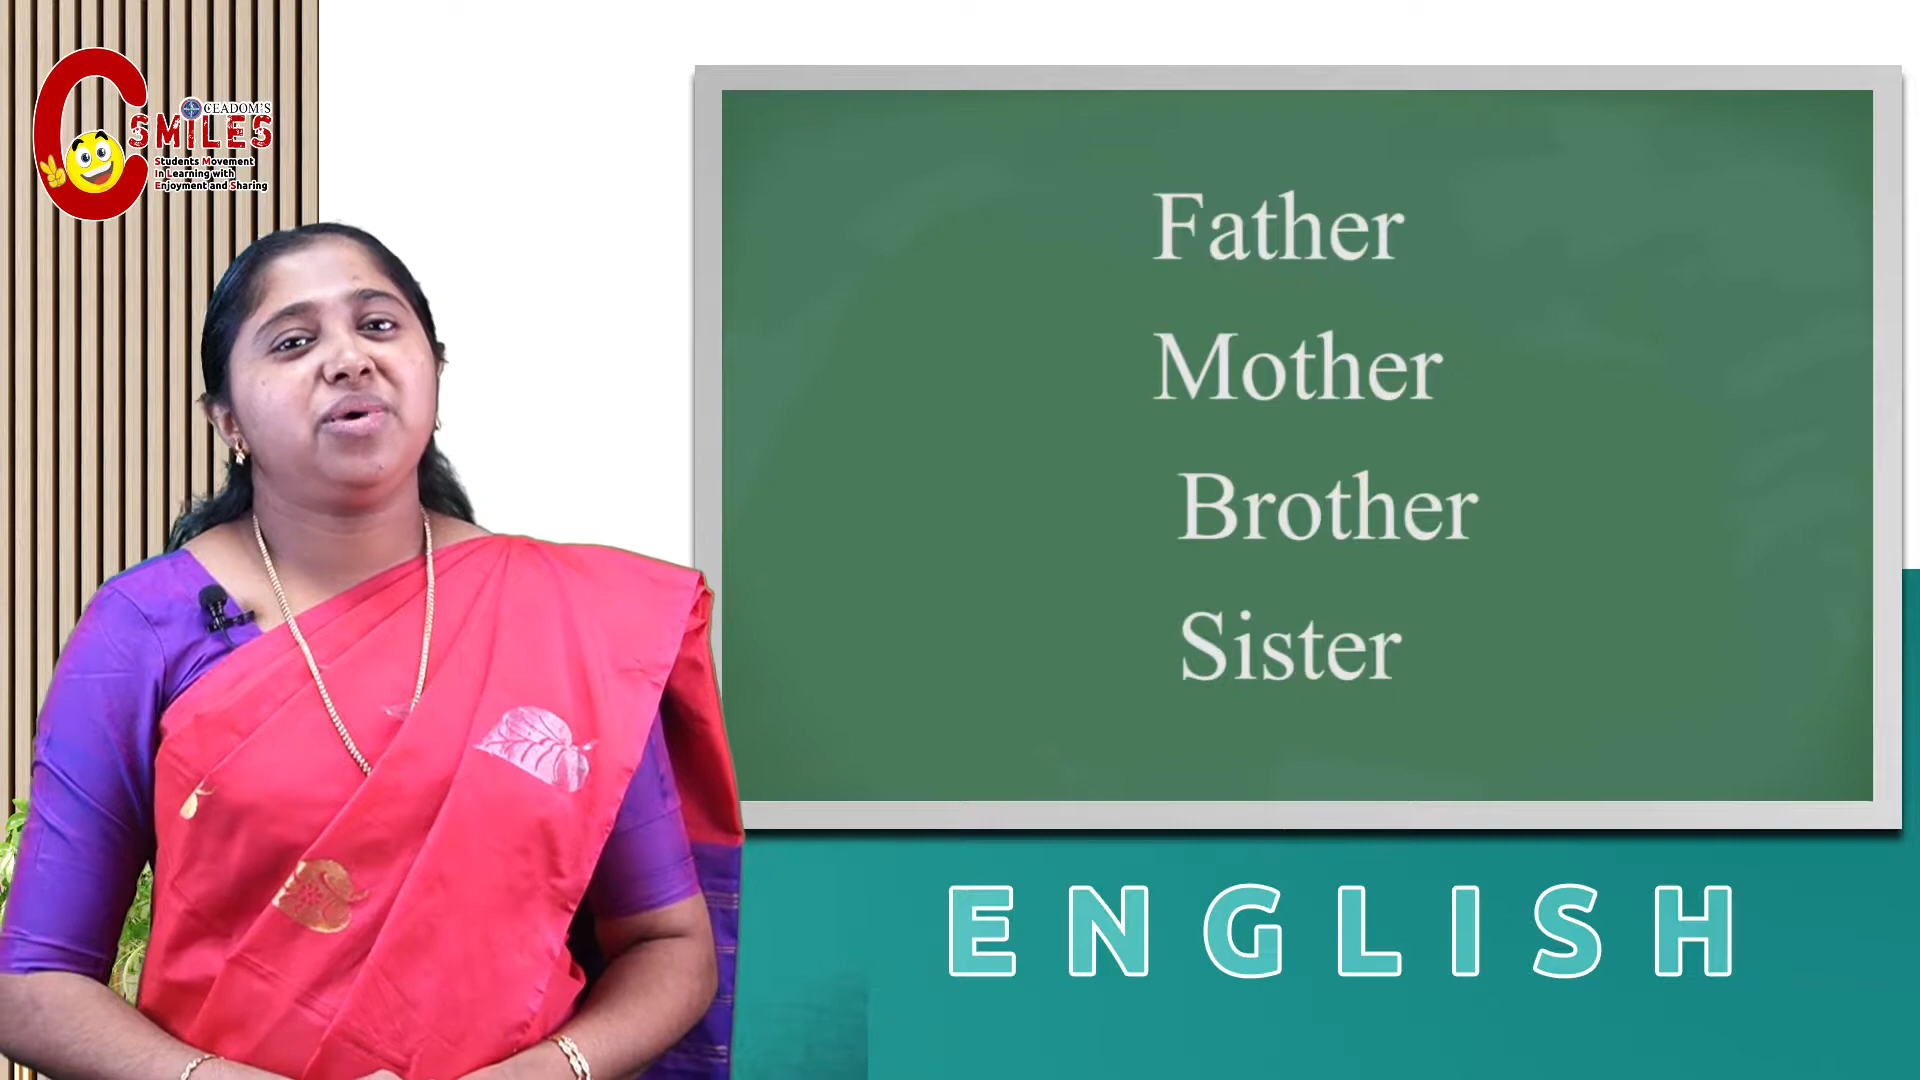 CEADOM'S
SMILES
Students Movement
In Learning with
Enjoyment and Sharing
Father
Mother
Brother
Sister
ENGLISH